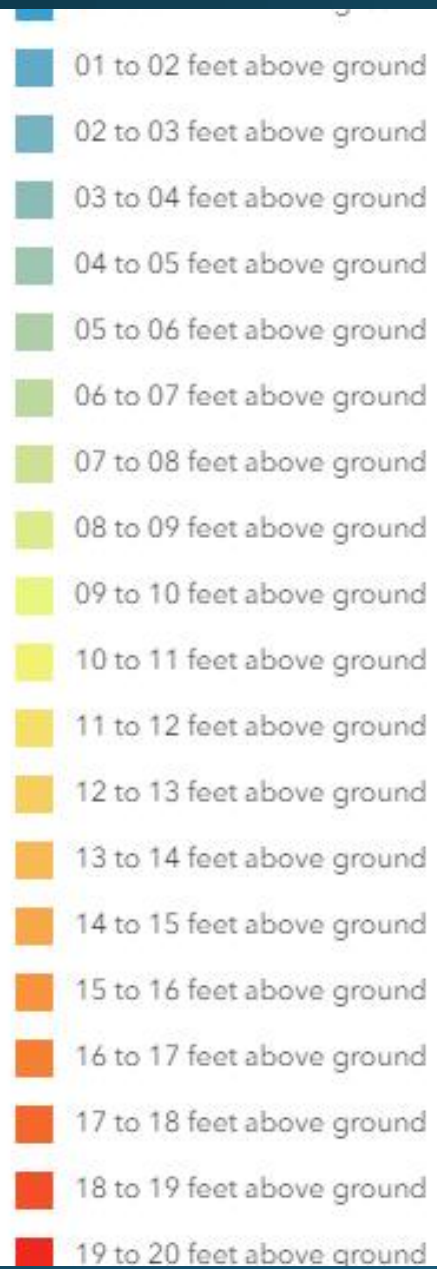 01 to 02 feet above ground
02 to 03 feet above ground
03 to 04 feet above ground
04 to 05 feet above ground
05 to 06 feet above ground
06 to 07 feet above ground
07 to 08 feet above ground
08 to 09 feet above ground
09 to 10 feet above ground
10 to 11 feet above ground
11 to 12 feet above ground
12 to 13 feet above ground
13 to 14 feet above ground
14 to 15 feet above ground
15 to 16 feet above ground
16 to 17 feet above ground
17 to 18 feet above ground
18 to 19 feet above ground
19 to 20 feet above ground